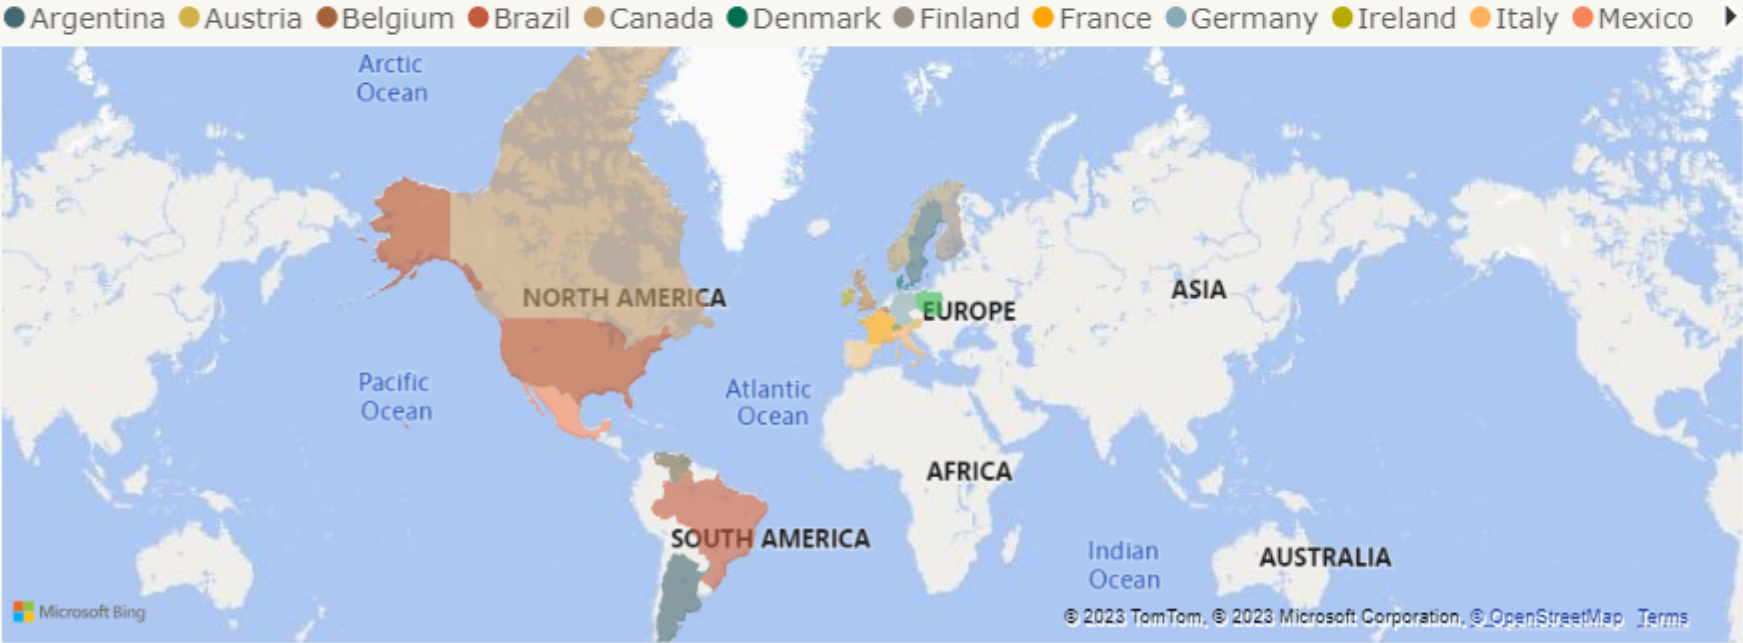 Argentina Austria Belgium Brazil Canada Denmark Finland France Germany Ireland Italy Mexico
Arctic
Ocean
NORTH AMERICA
ASIA
EUROPE
Pacific
Ocean
Atlantic
Ocean
AFRICA
SOUTH AMERICA
Indian
Ocean
AUSTRALIA
Microsoft Bing
© 2023 TomTom, © 2023 Microsoft Corporation, © OpenStreetMap Terms